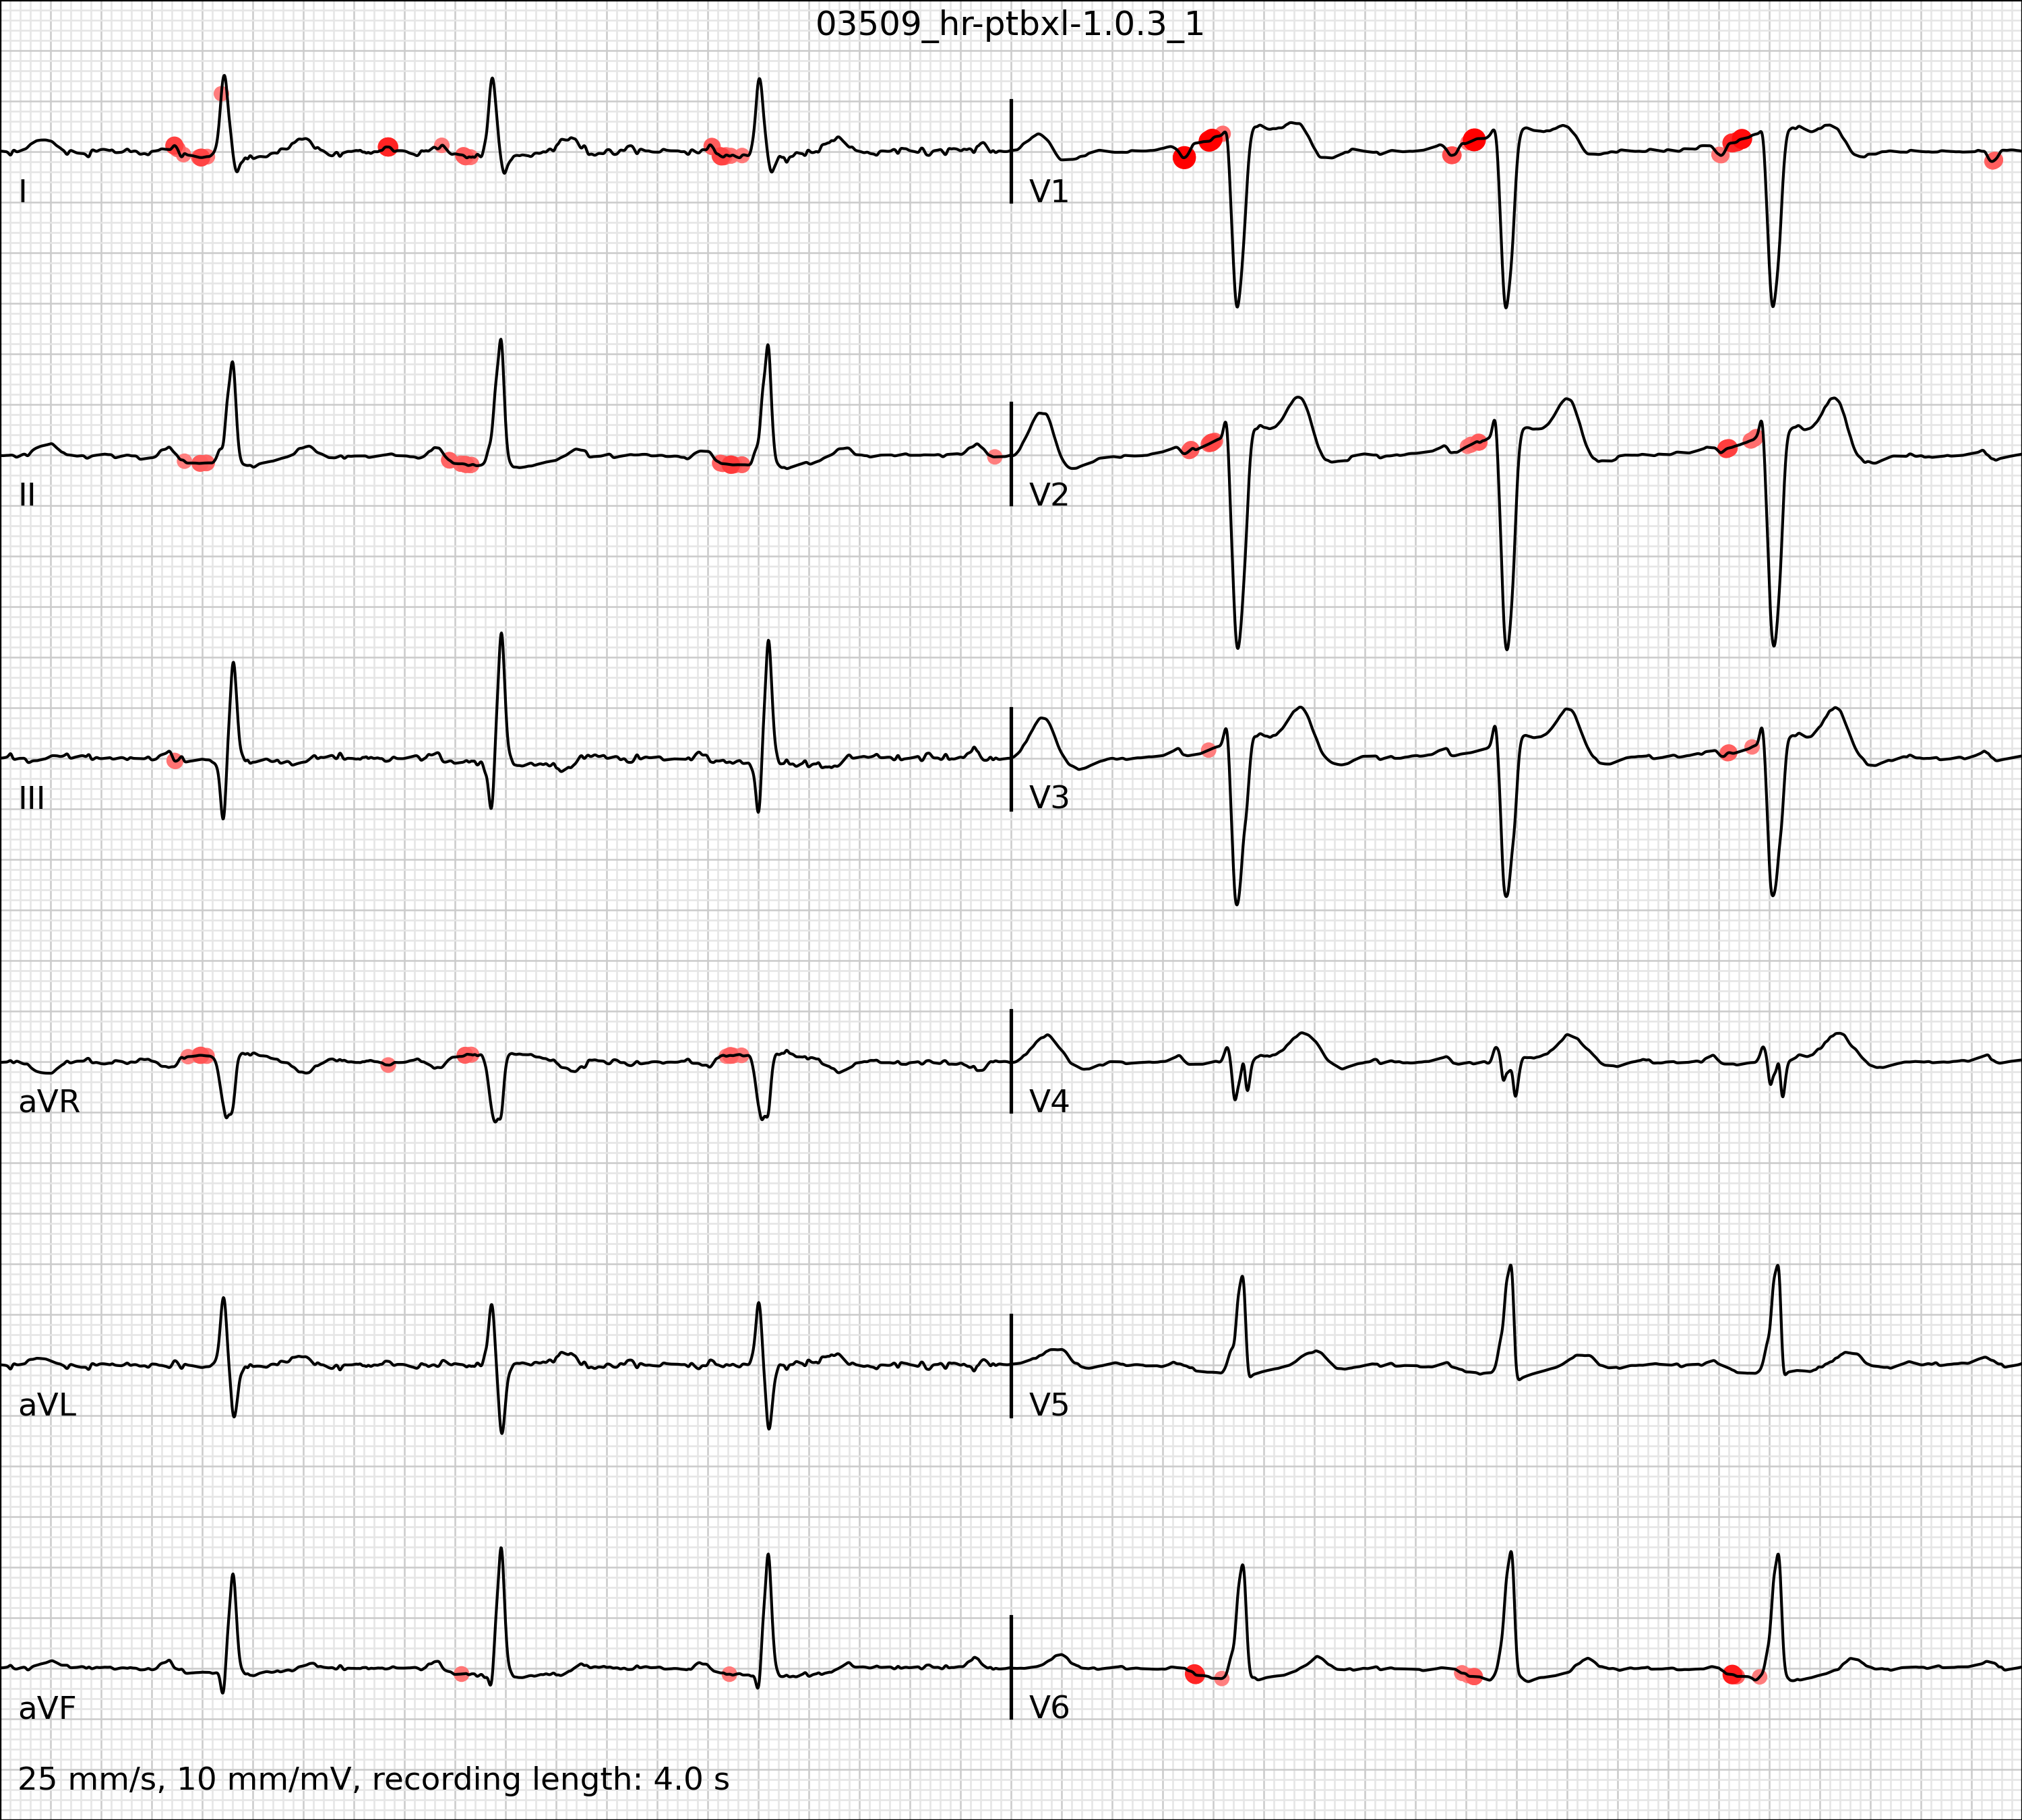 03509_hr-ptbxl-1.0.3_1
I
V1
II
V2
III
V3
aVR
V4
aVL
V5
aVF
V6
25 mm/s, 10 mm/mV, recording length: 4.0 s